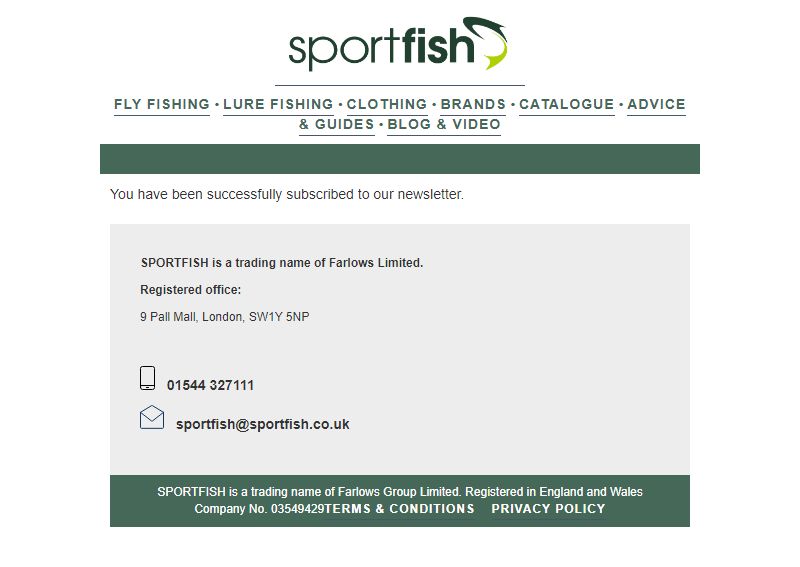 sportfish
FLY FISHING • LURE FISHING • CLOTHING • BRANDS • CATALOGUE • ADVICE
& GUIDES • BLOG & VIDEO
You have been successfully subscribed to our newsletter.
SPORTFISH is a trading name of Farlows Limited.
Registered office:
9 Pall Mall, London, SW1Y 5NP
01544 327111
sportfish@sportfish.co.uk
SPORTFISH is a trading name of Farlows Group Limited. Registered in England and Wales
Company No. 03549429TERMS & CONDITIONS PRIVACY POLICY